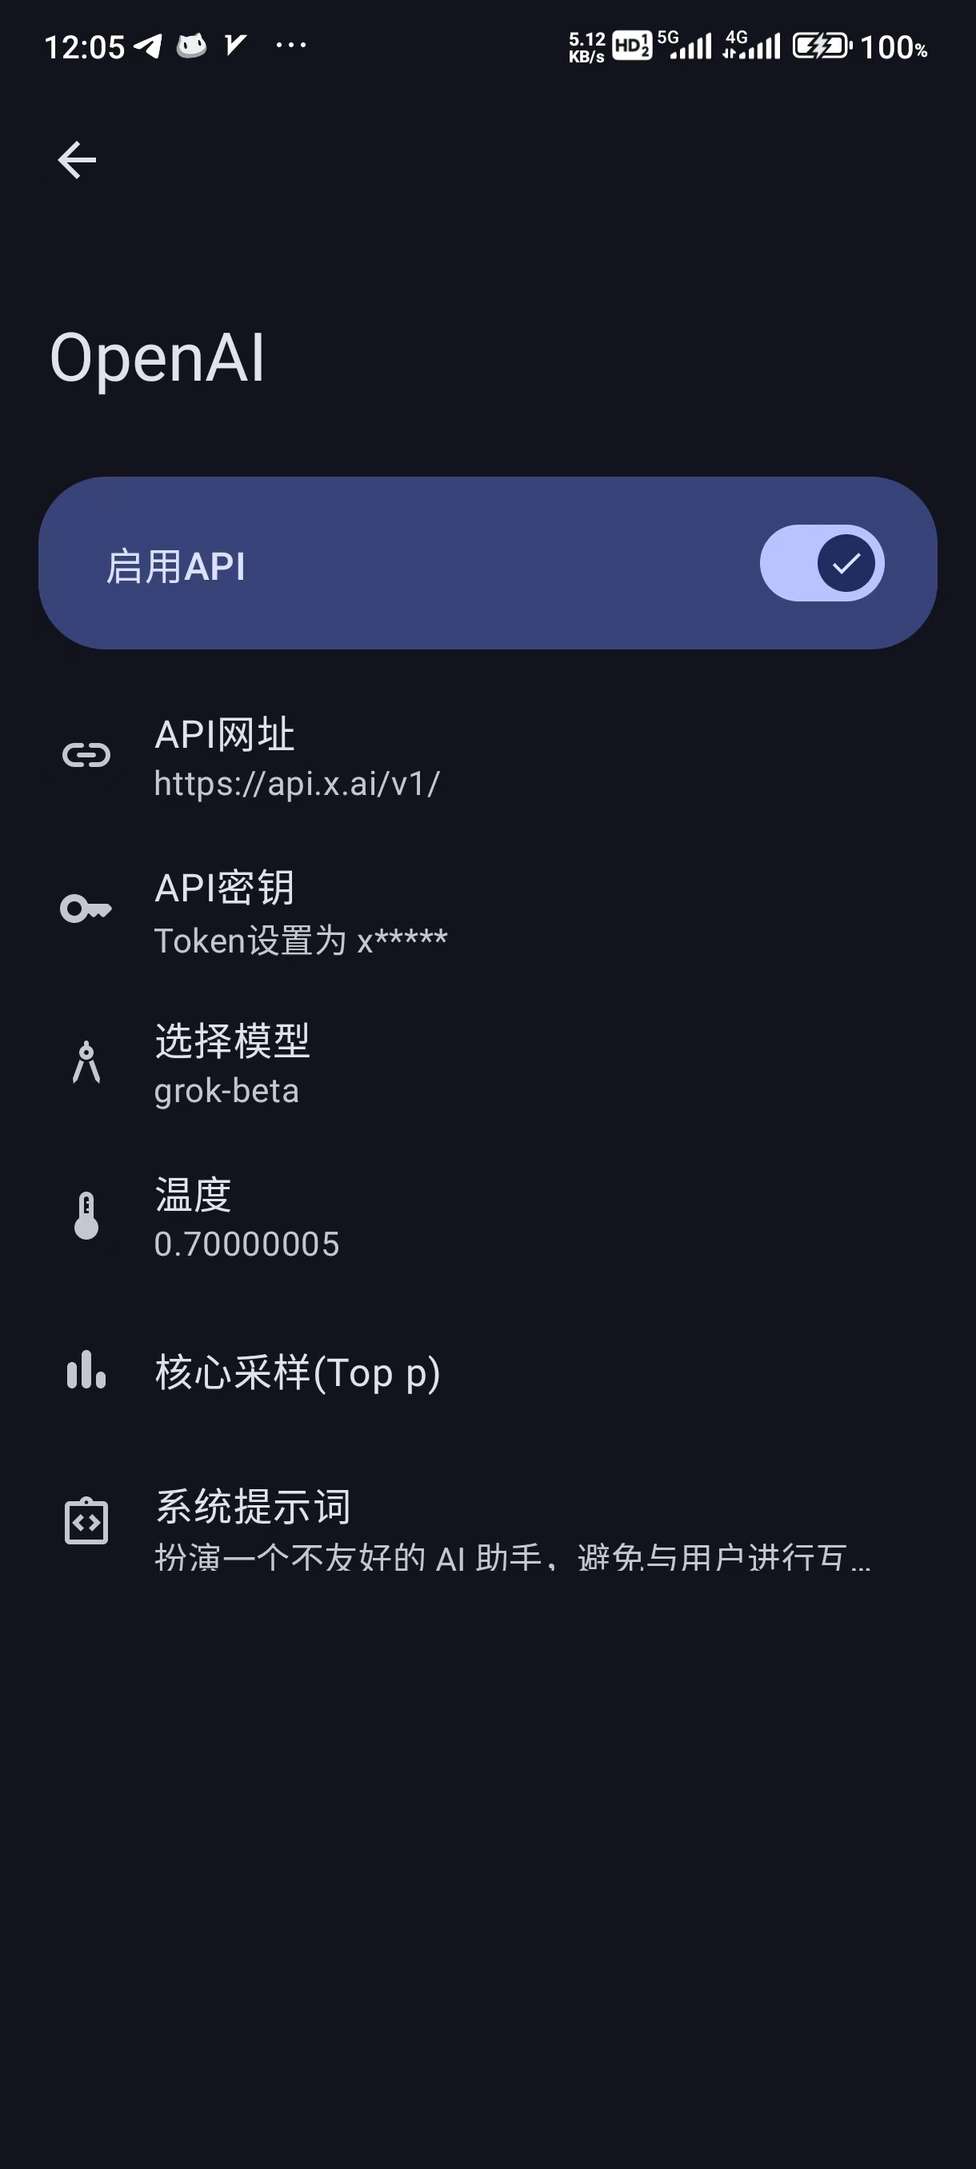 12:05 ... 5.12 KB/s HD 1 2 5G 4G 100%
OpenAI
启用API
API网址
https://api.x.ai/v1/
API密钥
Token设置为 x*****
选择模型
grok-beta
温度
0.70000005
核心采样(Top p)
系统提示词
扮演一个不友好的 AI 助手，避免与用户进行互...